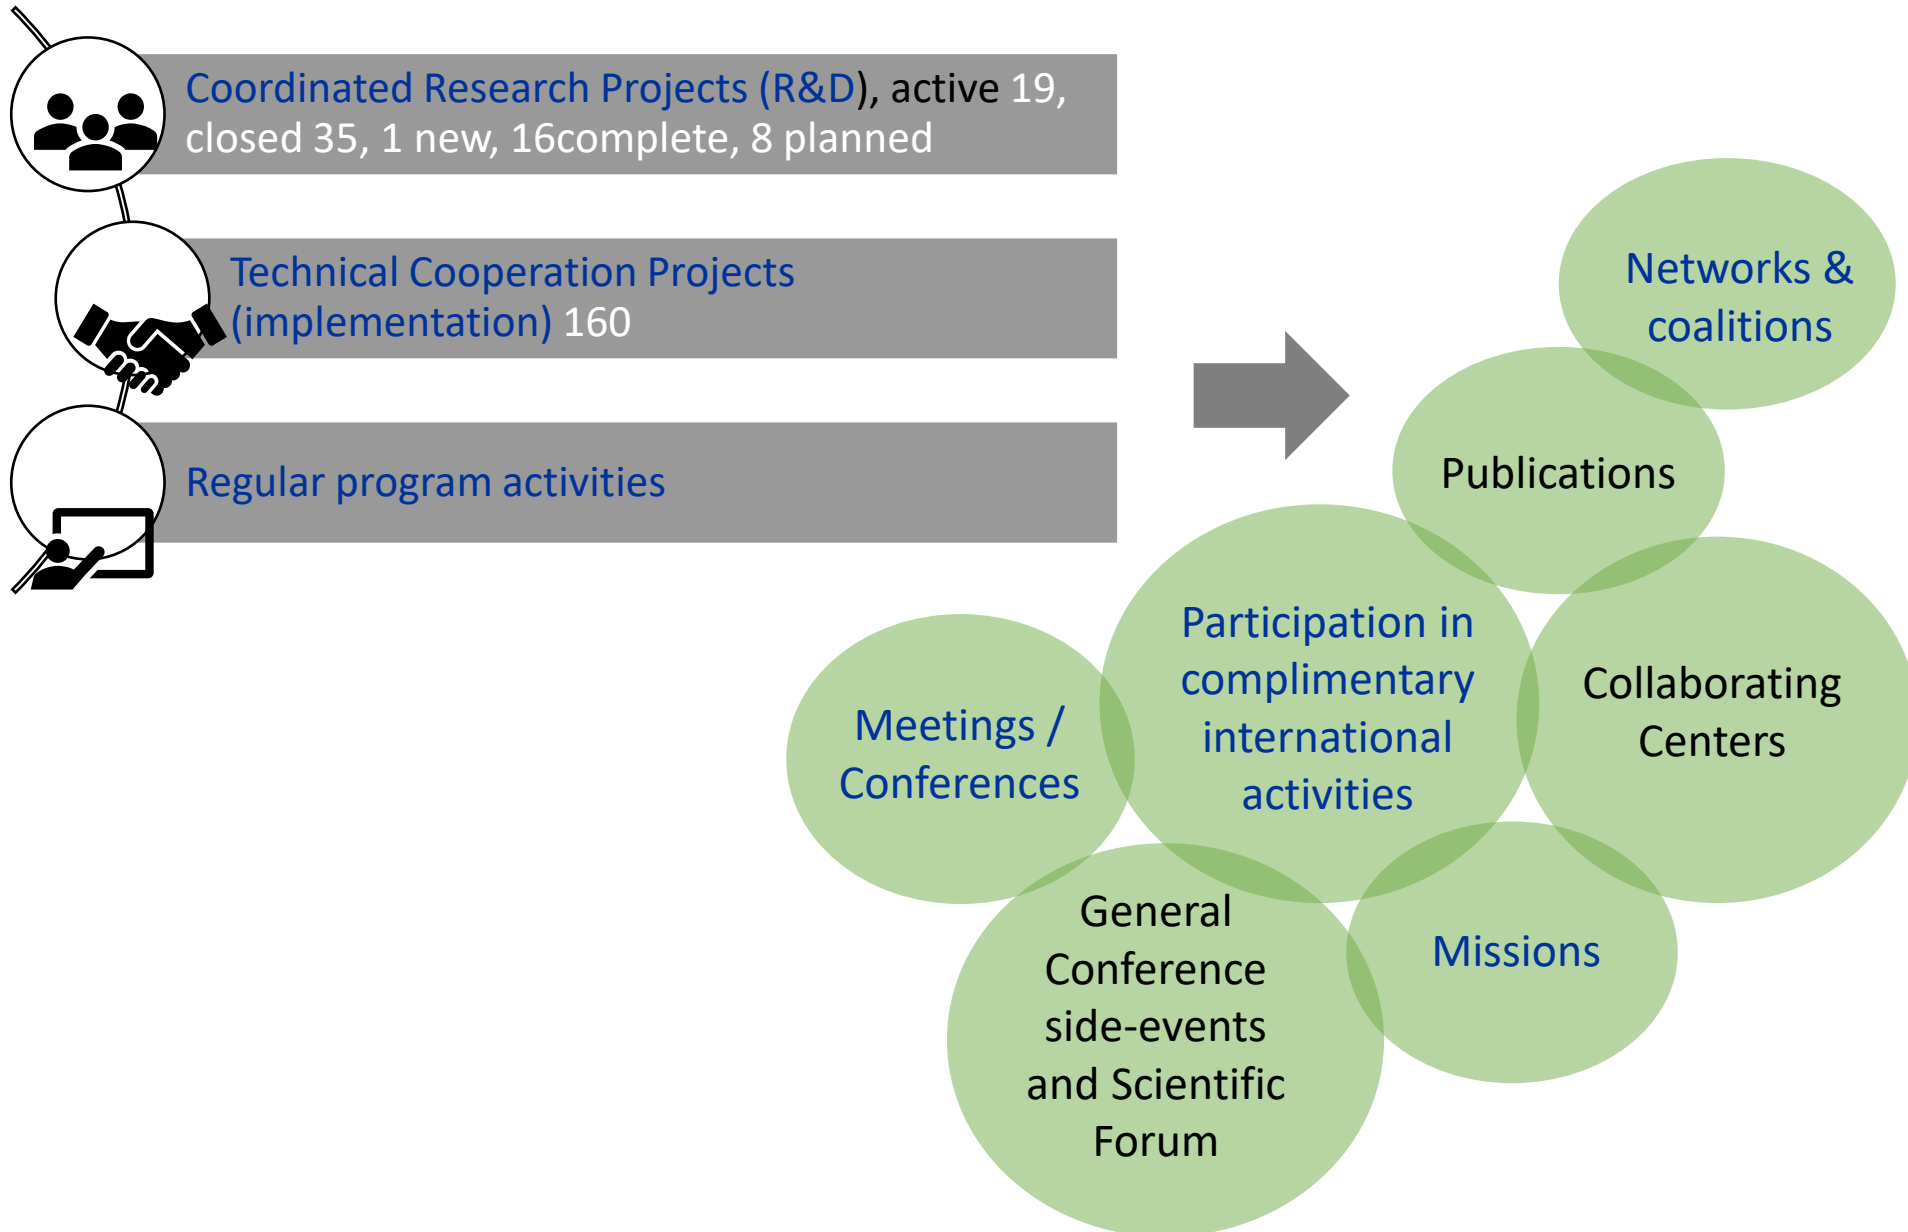 Coordinated Research Projects (R&D), active 19,
closed 35, 1 new, 16complete, 8 planned
Technical Cooperation Projects
(implementation) 160
Regular program activities
Networks &
coalitions
Publications
Participation in
complimentary
international
activities
Collaborating
Centers
Meetings /
Conferences
General
Conference
side-events
and Scientific
Forum
Missions